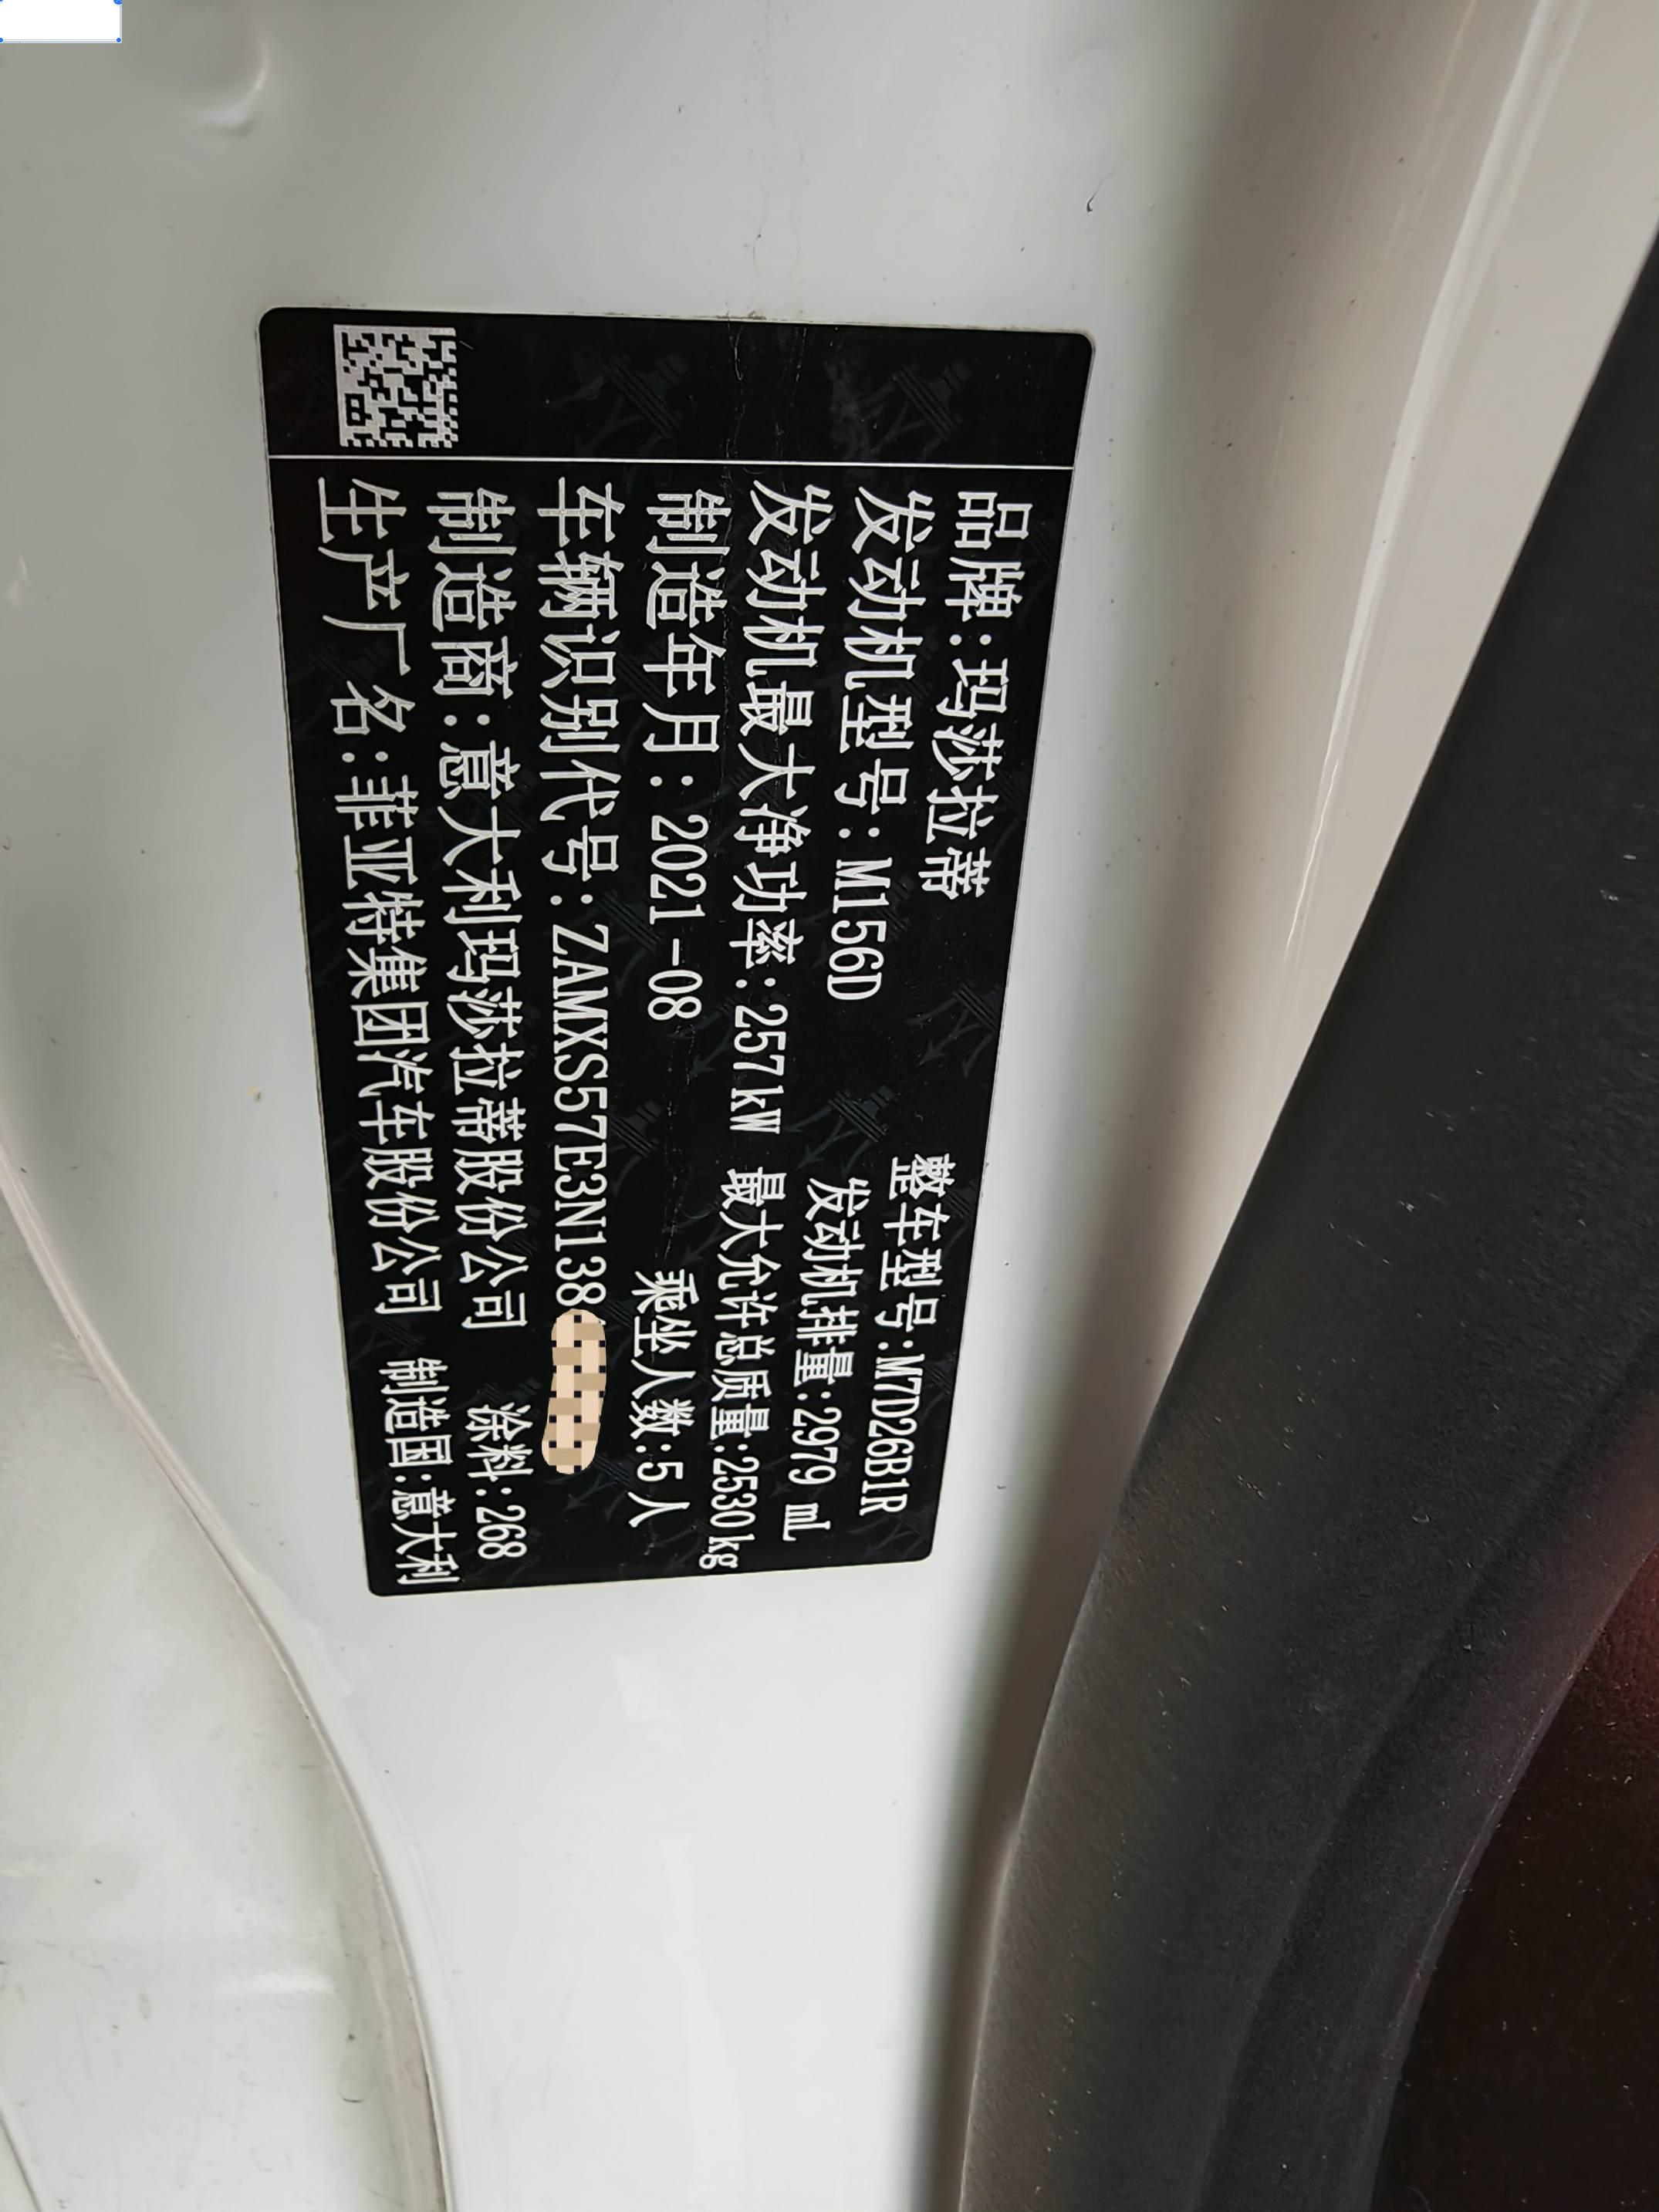 品牌:玛莎拉蒂 整车型号:M7D26B1R
发动机型号:M156D 发动机排量:2979 mL
发动机最大净功率:257kW 最大允许总质量:2530kg
制造年月:2021-08 乘坐人数:5人
车辆识别代号:ZAMXS57E3N138
制造商:意大利玛莎拉蒂股份公司 涂料:268
生产厂名:菲亚特集团汽车股份公司 制造国:意大利